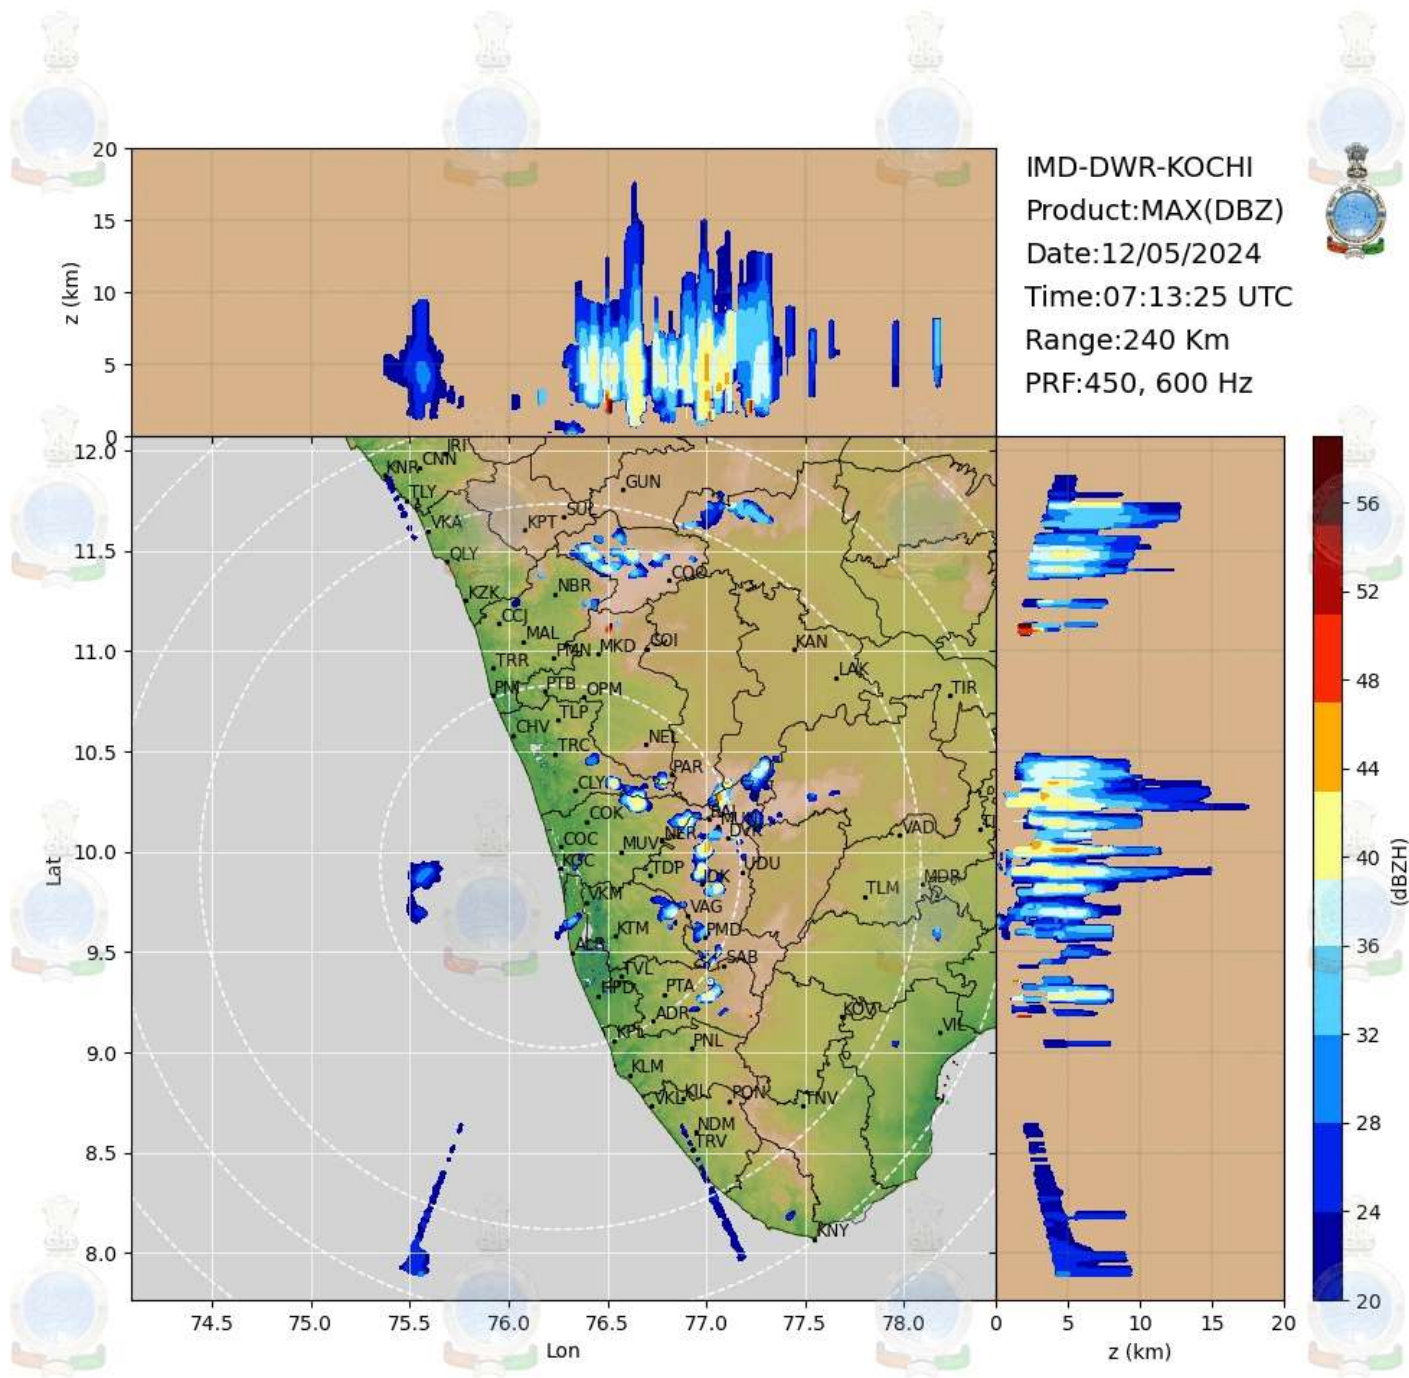 IMD-DWR-KOCHI
Product:MAX(DBZ)
Date:12/05/2024
Time:07:13:25 UTC
Range:240 Km
PRF:450, 600 Hz
20
15
10
5
0
z (km)
12.0
11.5
11.0
10.5
10.0
9.5
9.0
8.5
8.0
Lat
IRI
CNN
KNR
TLY
GUN
SUL
VKA
KPT
QLY
COO
KZK
NBR
CCJ
MAL
PMN
MKD
COI
KAN
TRR
LAK
PNI
PTB
OPM
TIR
TLP
CHV
TRC
NEL
PAR
CLY
COK
COC
MUV
NER
DVK
VAD
KOC
TDP
IDK
UDU
TLM
MDR
VKM
VAG
KTM
PMD
ALP
SAB
TVL
PTA
ADR
KOV
VIL
KPL
PNL
KLM
VKL
KIL
PON
TNV
NDM
TRV
KNY
74.5
75.0
75.5
76.0
76.5
77.0
77.5
78.0
Lon
0
5
10
15
20
z (km)
56
52
48
44
40
36
32
28
24
20
(dBZH)